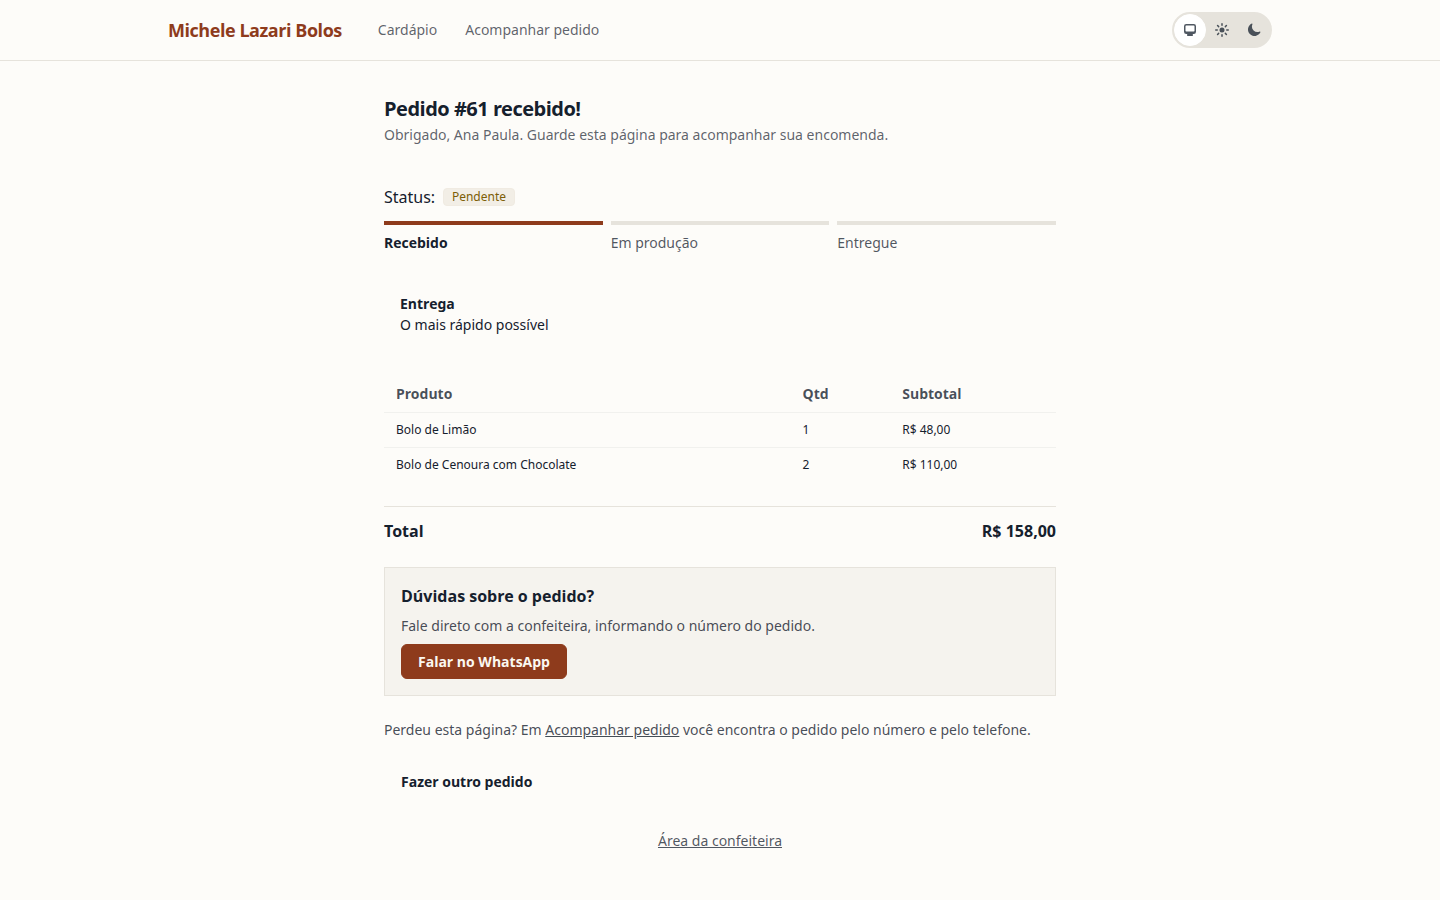 Michele Lazari Bolos
Cardápio
Acompanhar pedido
Pedido #61 recebido!
Obrigado, Ana Paula. Guarde esta página para acompanhar sua encomenda.
Status: Pendente
Recebido
Em produção
Entregue
Entrega
O mais rápido possível
Produto Qtd Subtotal
Bolo de Limão 1 R$ 48,00
Bolo de Cenoura com Chocolate 2 R$ 110,00
Total R$ 158,00
Dúvidas sobre o pedido?
Fale direto com a confeiteira, informando o número do pedido.
Falar no WhatsApp
Perdeu esta página? Em Acompanhar pedido você encontra o pedido pelo número e pelo telefone.
Fazer outro pedido
Área da confeiteira